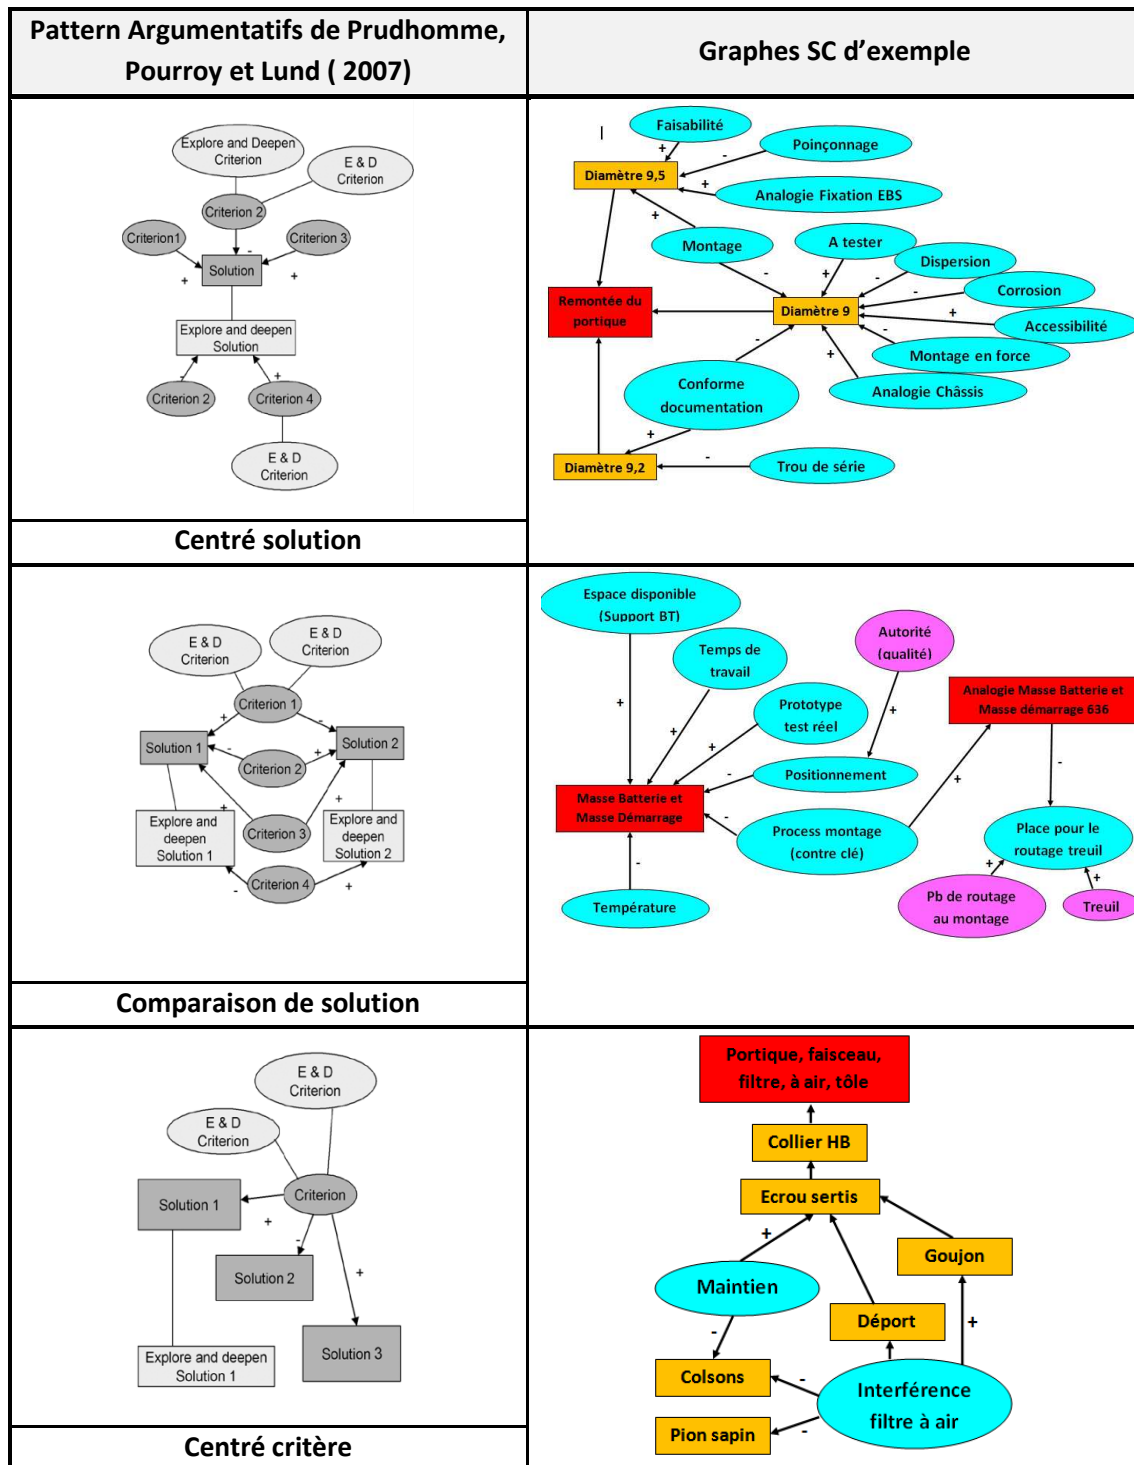 Pattern Argumentatifs de Prudhomme,
Pourroy et Lund ( 2007)
Graphes SC d’exemple
Explore and Deepen
Criterion
E & D
Criterion
Criterion 2
Criterion1
Criterion 3
-
+
+
Solution
Explore and deepen
Solution
-
+
Criterion 2
Criterion 4
E & D
Criterion
Centré solution
Faisabilité
Poinçonnage
+
-
Diamètre 9,5
+
Analogie Fixation EBS
+
Montage
A tester
Dispersion
-
+
-
Corrosion
-
Remontée du
portique
Diamètre 9
+
Accessibilité
-
Montage en force
-
+
Conforme
documentation
Analogie Châssis
+
Diamètre 9,2
-
Trou de série
E & D
Criterion
E & D
Criterion
Criterion 1
+
-
Solution 1
Solution 2
-
+
Criterion 2
+
+
Explore and
deepen
Solution 1
Criterion 3
Explore and
deepen
Solution 2
-
+
Criterion 4
Comparaison de solution
Espace disponible
(Support BT)
Temps de
travail
Autorité
(qualité)
Prototype
test réel
Analogie Masse Batterie et
Masse démarrage 636
+
+
+
+
-
Positionnement
+
-
Masse Batterie et
Masse Démarrage
-
Process montage
(contre clé)
Place pour le
routage treuil
-
+
+
Température
Pb de routage
au montage
Treuil
E & D
Criterion
E & D
Criterion
Criterion
Solution 1
+
-
+
Solution 2
Solution 3
Explore and deepen
Solution 1
Centré critère
Portique, faisceau,
filtre, à air, tôle
Collier HB
Ecrou sertis
+
Goujon
Maintien
Déport
+
-
Colsons
-
Interférence
filtre à air
Pion sapin
-